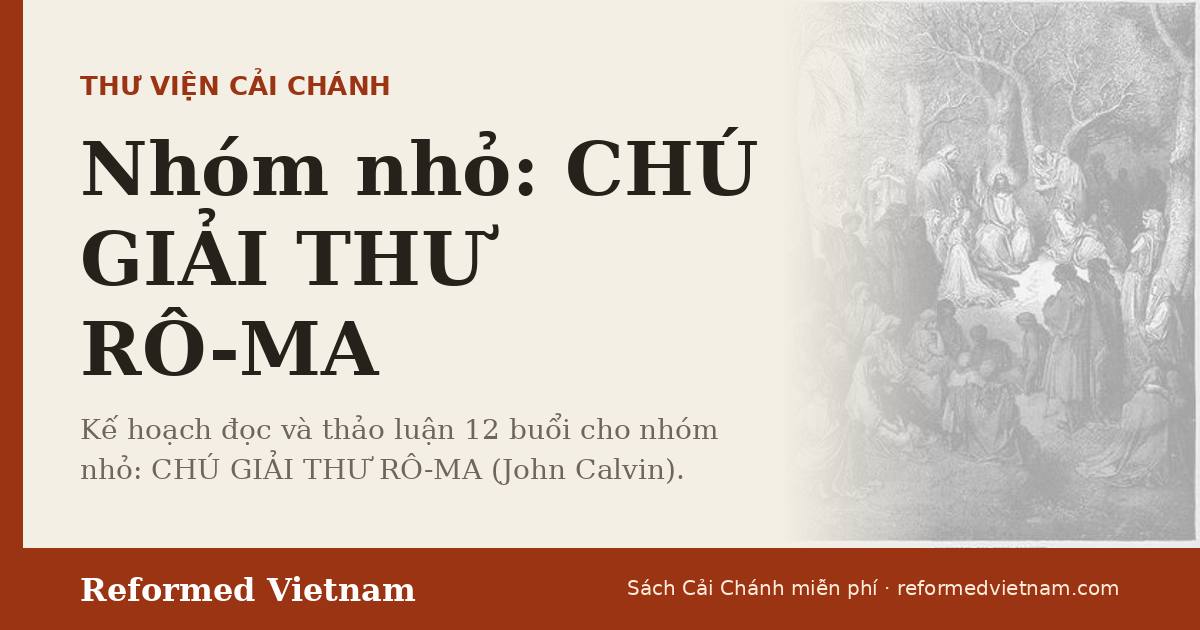 THƯ VIỆN CẢI CHÁNH
Nhóm nhỏ: CHÚ
GIẢI THƯ
RÔ-MA
Kế hoạch đọc và thảo luận 12 buổi cho nhóm
nhỏ: CHÚ GIẢI THƯ RÔ-MA (John Calvin).
Reformed Vietnam
Sách Cải Chánh miễn phí · reformedvietnam.com